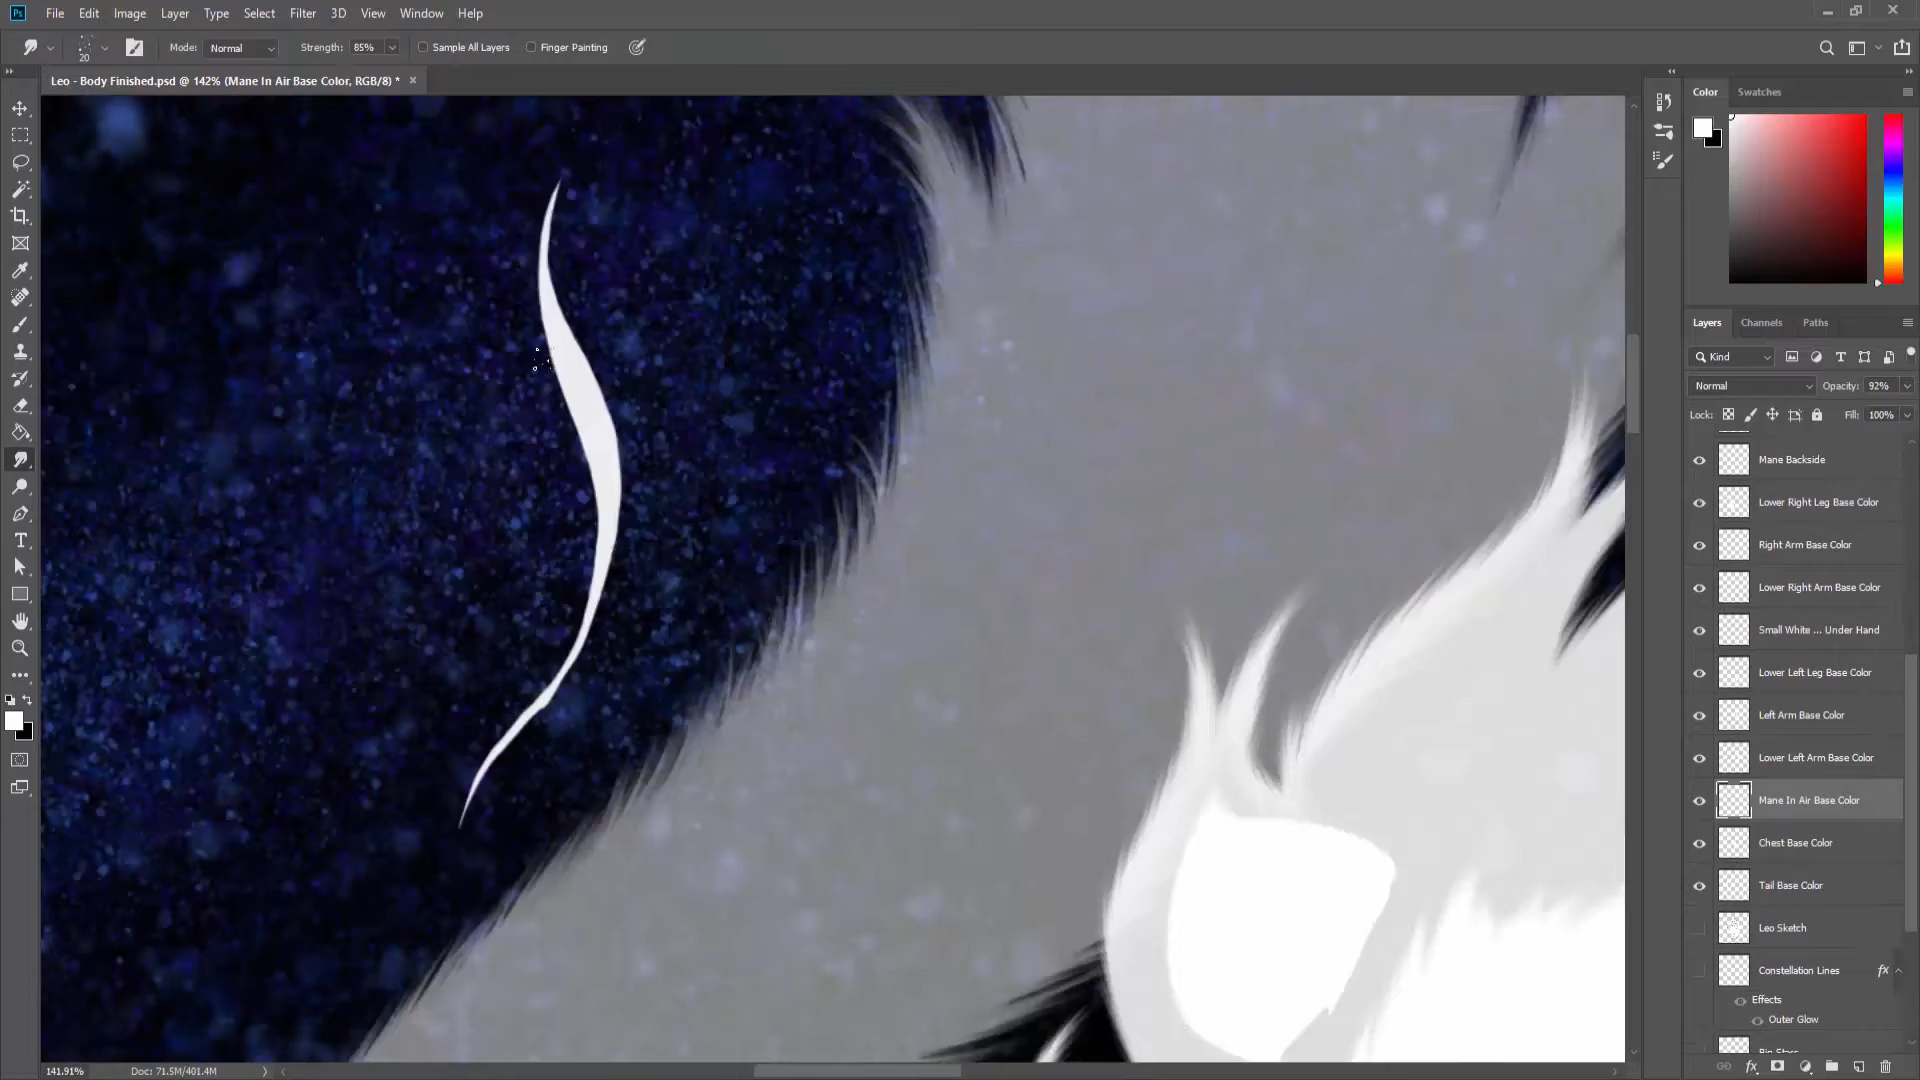 Ps File Edit Image Layer Type Select Filter 3D View Window Help
20 Mode: Normal Strength: 85% Sample All Layers Finger Painting
Leo - Body Finished.psd @ 142% (Mane In Air Base Color, RGB/8) * ×
Color Swatches
Layers Channels Paths
Kind
Normal Opacity: 92%
Lock: Fill: 100%
Mane Backside
Lower Right Leg Base Color
Right Arm Base Color
Lower Right Arm Base Color
Small White ... Under Hand
Lower Left Leg Base Color
Left Arm Base Color
Lower Left Arm Base Color
Mane In Air Base Color
Chest Base Color
Tail Base Color
Leo Sketch
Constellation Lines fx
Effects
Outer Glow
141.91% Doc: 71.5M/401.4M